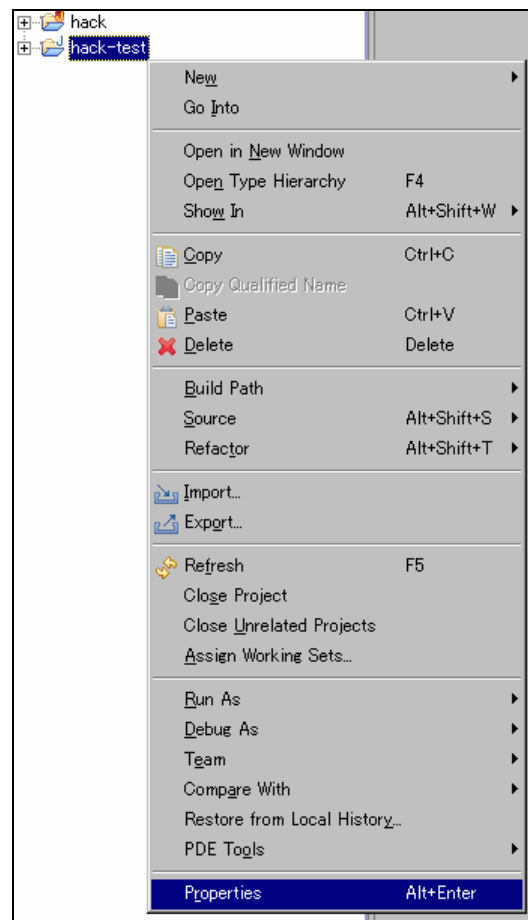 hack
hack-test
New
Go Into
Open in New Window
Open Type Hierarchy F4
Show In Alt+Shift+W
Copy Ctrl+C
Copy Qualified Name
Paste Ctrl+V
Delete Delete
Build Path
Source Alt+Shift+S
Refactor Alt+Shift+T
Import...
Export...
Refresh F5
Close Project
Close Unrelated Projects
Assign Working Sets...
Run As
Debug As
Team
Compare With
Restore from Local History...
PDE Tools
Properties Alt+Enter